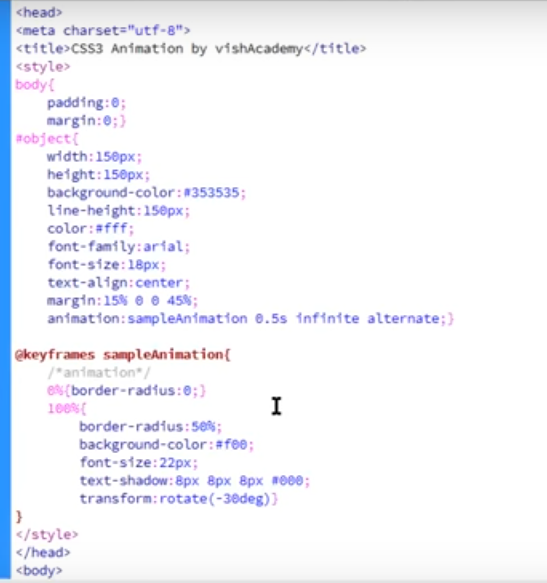 <head>
<meta charset="utf-8">
<title>CSS3 Animation by vishAcademy</title>
<style>
body{
    padding:0;
    margin:0;}
#object{
    width:150px;
    height:150px;
    background-color:#353535;
    line-height:150px;
    color:#fff;
    font-family:arial;
    font-size:18px;
    text-align:center;
    margin:15% 0 0 45%;
    animation:sampleAnimation 0.5s infinite alternate;}

@keyframes sampleAnimation{
    /*animation*/
    0%{border-radius:0;}
    100%{
        border-radius:50%;
        background-color:#f00;
        font-size:22px;
        text-shadow:8px 8px 8px #000;
        transform:rotate(-30deg)}
}
</style>
</head>
<body>